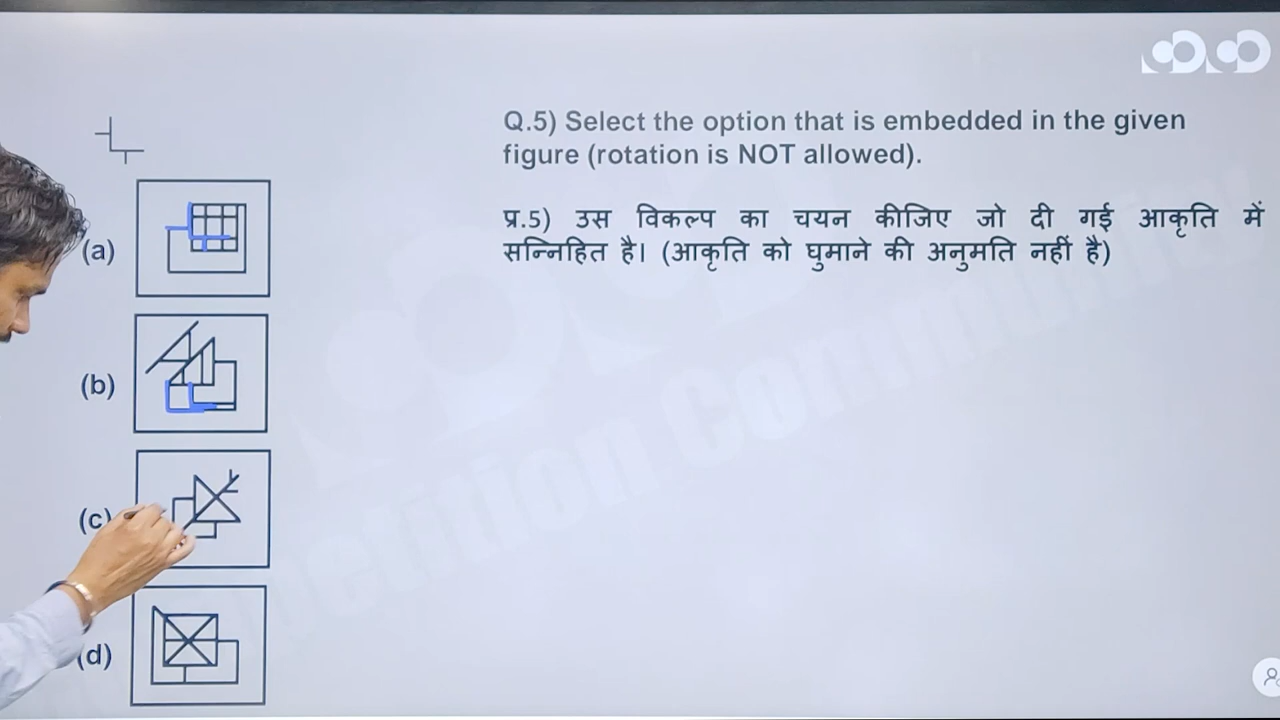 Q.5) Select the option that is embedded in the given
figure (rotation is NOT allowed).
प्र.5) उस विकल्प का चयन कीजिए जो दी गई आकृति में
सन्निहित है। (आकृति को घुमाने की अनुमति नहीं है)
(a)
(b)
(c)
(d)